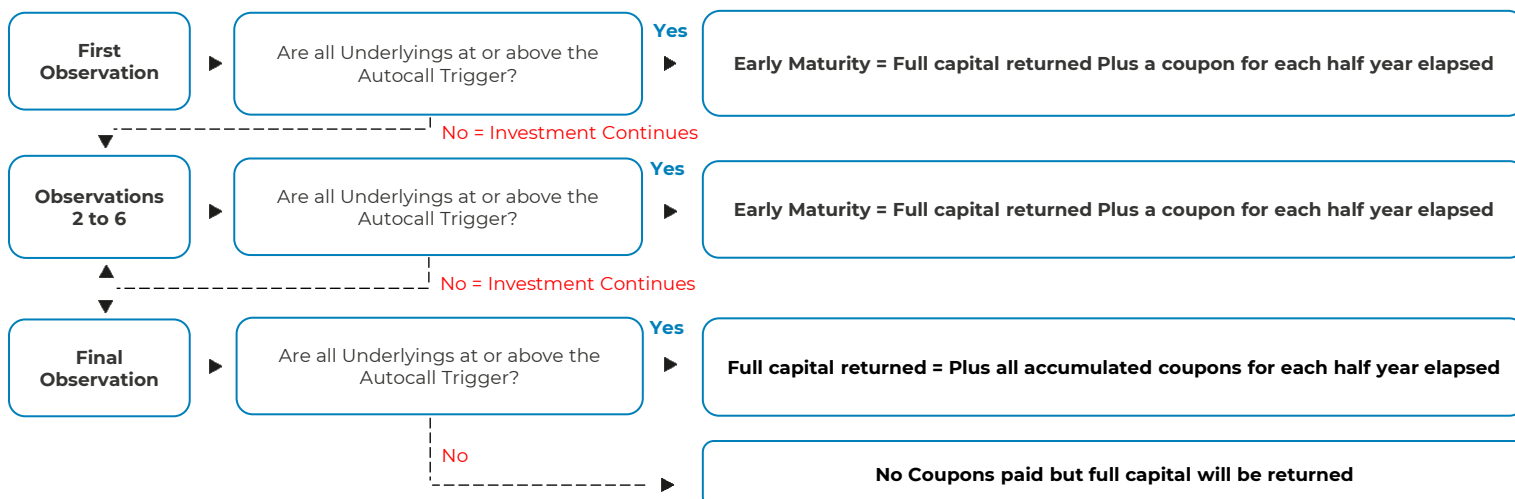 First
Observation
Are all Underlyings at or above the
Autocall Trigger?
Yes
Early Maturity = Full capital returned Plus a coupon for each half year elapsed
No = Investment Continues
Observations
2 to 6
Are all Underlyings at or above the
Autocall Trigger?
Yes
Early Maturity = Full capital returned Plus a coupon for each half year elapsed
No = Investment Continues
Final
Observation
Are all Underlyings at or above the
Autocall Trigger?
Yes
Full capital returned = Plus all accumulated coupons for each half year elapsed
No
No Coupons paid but full capital will be returned